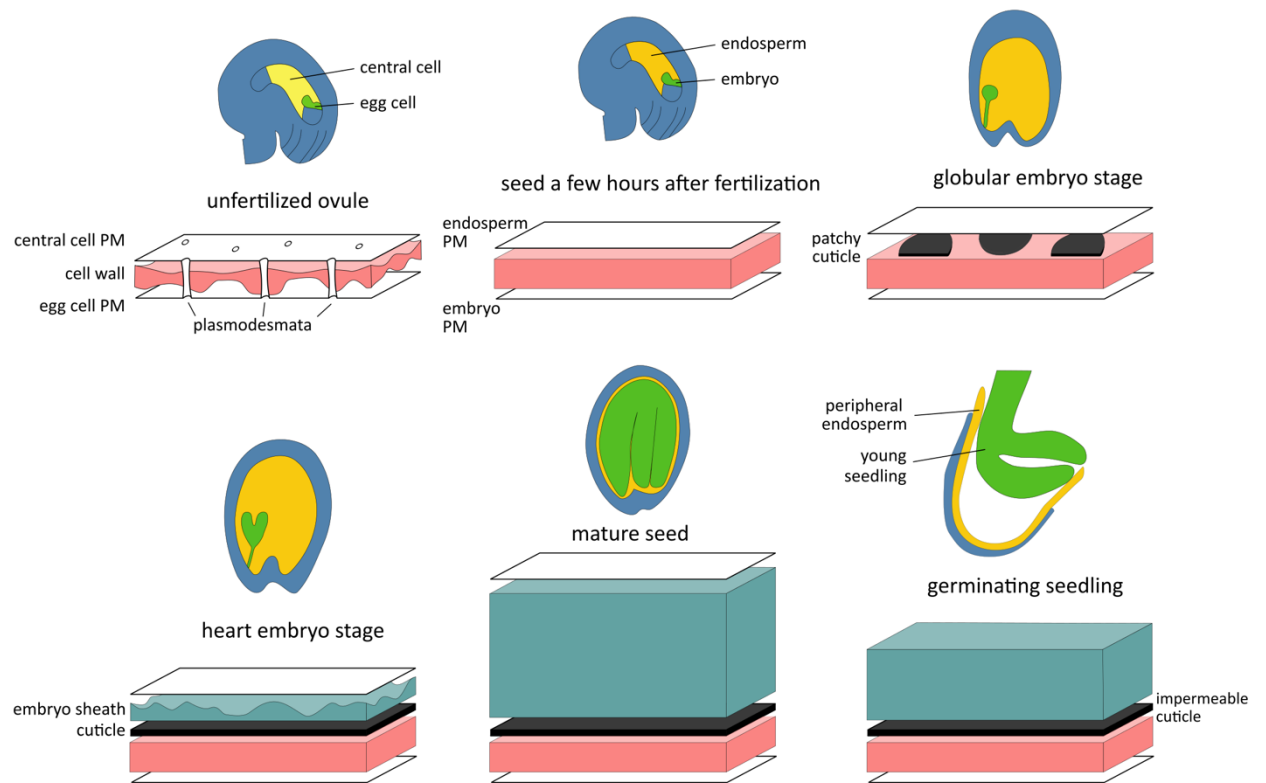 central cell
egg cell
unfertilized ovule
central cell PM
cell wall
egg cell PM
plasmodesmata
endosperm
embryo
seed a few hours after fertilization
endosperm
PM
embryo
PM
globular embryo stage
patchy
cuticle
heart embryo stage
embryo sheath
cuticle
mature seed
peripheral
endosperm
young
seedling
germinating seedling
impermeable
cuticle